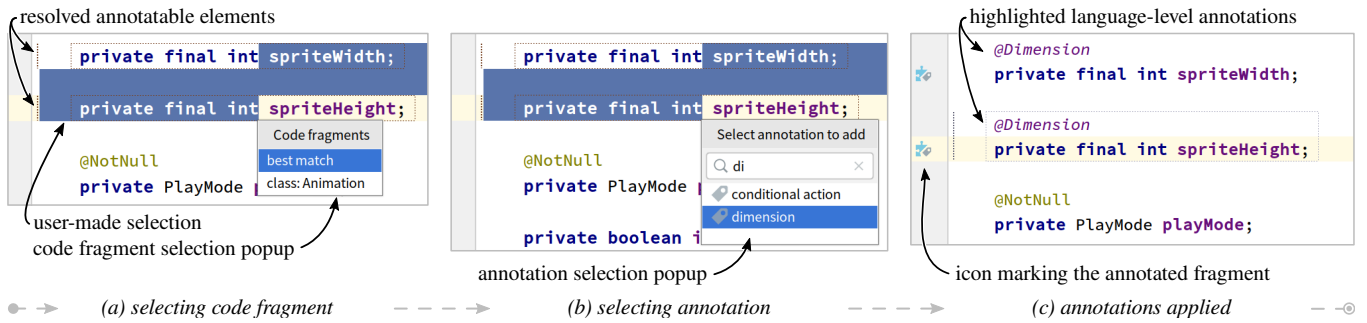 resolved annotatable elements
private final int spriteWidth;
private final int spriteHeight;
Code fragments
best match
class: Animation
@NotNull
private PlayMode p
user-made selection
code fragment selection popup
(a) selecting code fragment
private final int spriteWidth;
private final int spriteHeight;
Select annotation to add
di
conditional action
dimension
@NotNull
private PlayMode
private boolean i
annotation selection popup
(b) selecting annotation
highlighted language-level annotations
@Dimension
private final int spriteWidth;
@Dimension
private final int spriteHeight;
@NotNull
private PlayMode playMode;
icon marking the annotated fragment
(c) annotations applied